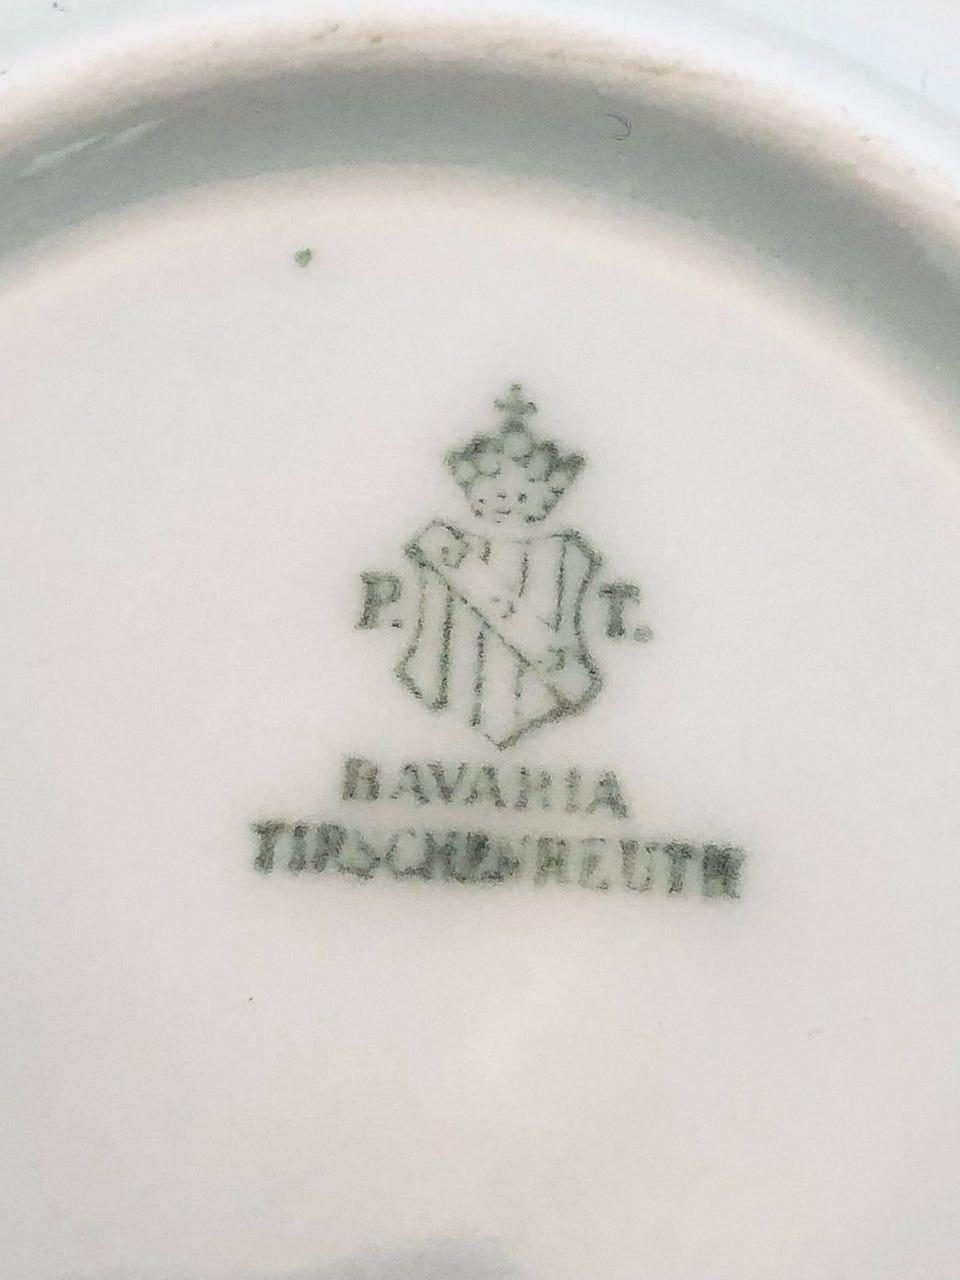 P. T.
BAVARIA
TIRSCHENREUTH